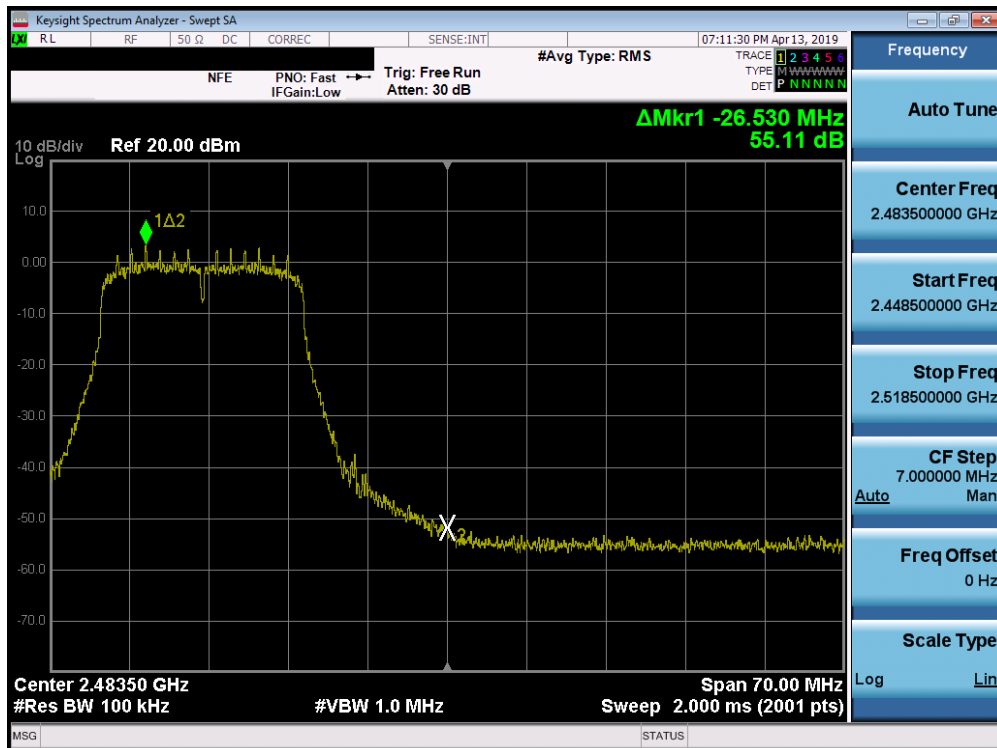 Keysight Spectrum Analyzer - Swept SA
LXI RL RF 50 Ω DC CORREC SENSE:INT 07:11:30 PM Apr 13, 2019
NFE PNO: Fast Trig: Free Run #Avg Type: RMS TRACE 1 2 3 4 5 6
IFGain:Low Atten: 30 dB TYPE M WWWWW
DET P N N N N N
ΔMkr1 -26.530 MHz
55.11 dB
10 dB/div Ref 20.00 dBm
Log
1Δ2
10.0
0.00
-10.0
-20.0
-30.0
-40.0
-50.0
2
-60.0
-70.0
Center 2.48350 GHz Span 70.00 MHz
#Res BW 100 kHz #VBW 1.0 MHz Sweep 2.000 ms (2001 pts)
MSG STATUS
Frequency
Auto Tune
Center Freq
2.483500000 GHz
Start Freq
2.448500000 GHz
Stop Freq
2.518500000 GHz
CF Step
7.000000 MHz
Auto Man
Freq Offset
0 Hz
Scale Type
Log Lin